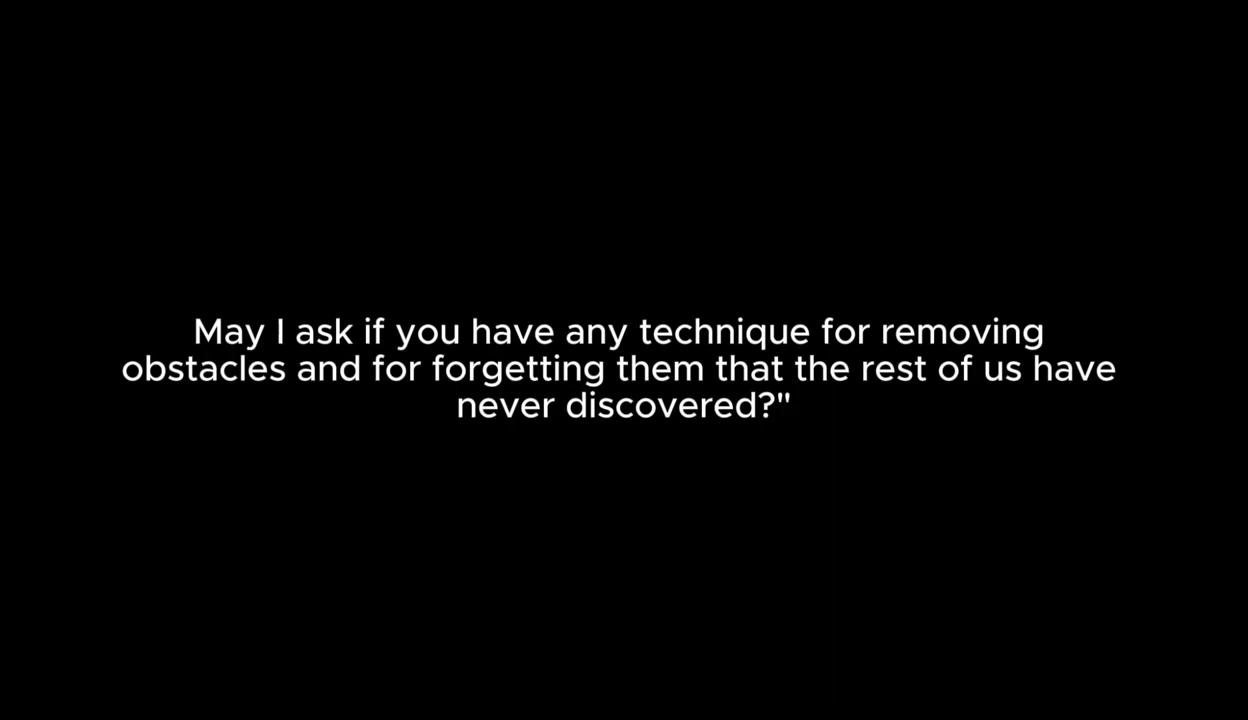 May I ask if you have any technique for removing
obstacles and for forgetting them that the rest of us have
never discovered?"